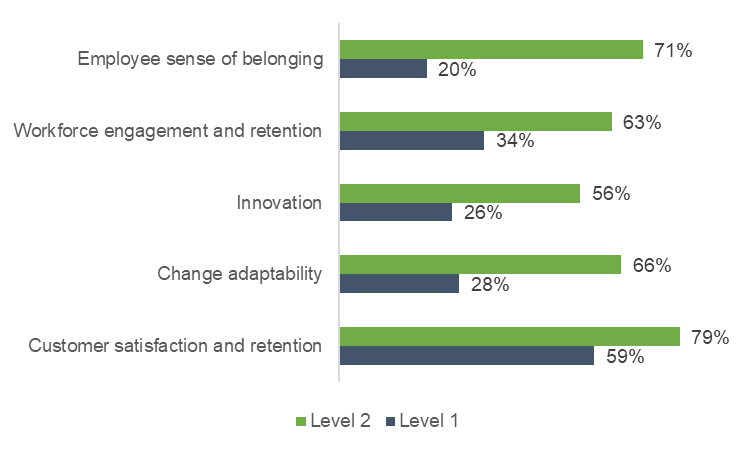 Employee sense of belonging
71%
20%
Workforce engagement and retention
63%
34%
Innovation
56%
26%
Change adaptability
66%
28%
Customer satisfaction and retention
79%
59%
Level 2 Level 1